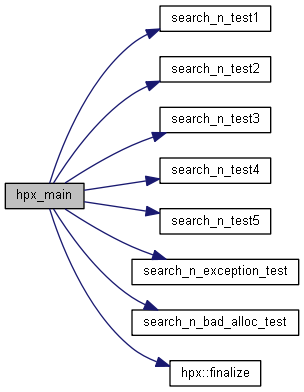 search_n_test1
search_n_test2
search_n_test3
hpx_main
search_n_test4
search_n_test5
search_n_exception_test
search_n_bad_alloc_test
hpx::finalize